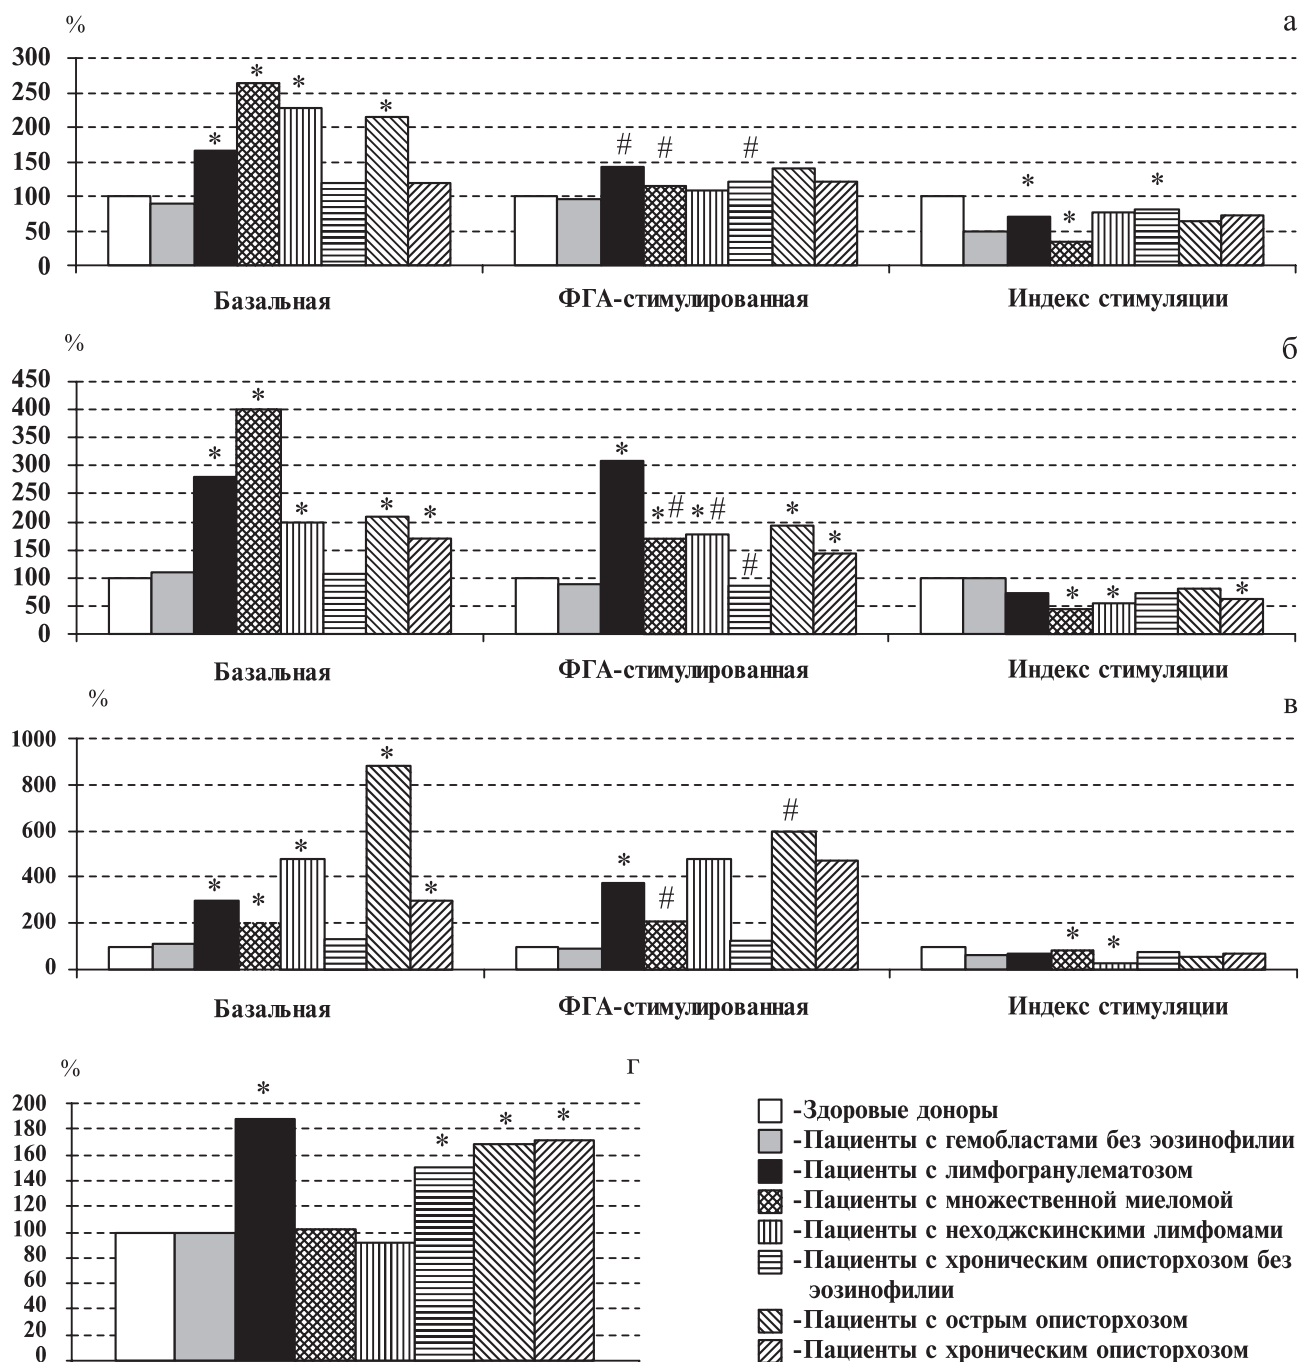 %
а
300
250
200
150
100
50
0
* * * * *
# # #
* * *
Базальная ФГА-стимулированная Индекс стимуляции
%
б
450
400
350
300
250
200
150
100
50
0
* * * * *
* *# *# # * *
* * *
Базальная ФГА-стимулированная Индекс стимуляции
%
в
1000
800
600
400
200
0
* * * * *
* # #
* *
Базальная ФГА-стимулированная Индекс стимуляции
%
г
200
180
160
140
120
100
80
60
40
20
0
* * * *
-Здоровые доноры
-Пациенты с гемобластами без эозинофилии
-Пациенты с лимфогранулематозом
-Пациенты с множественной миеломой
-Пациенты с неходжскинскими лимфомами
-Пациенты с хроническим описторхозом без
эозинофилии
-Пациенты с острым описторхозом
-Пациенты с хроническим описторхозом